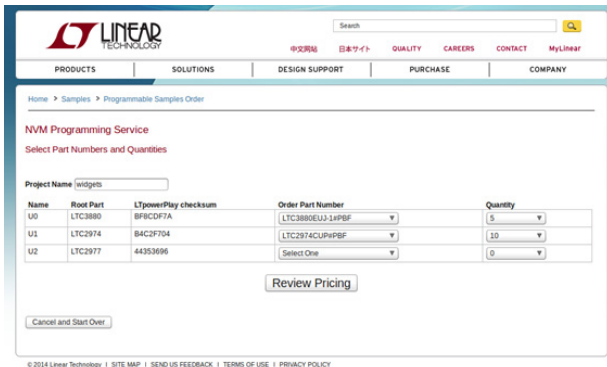 LINEAR
TECHNOLOGY
Search
中文网站 日本サイト QUALITY CAREERS CONTACT MyLinear
PRODUCTS SOLUTIONS DESIGN SUPPORT PURCHASE COMPANY
Home > Samples > Programmable Samples Order
NVM Programming Service
Select Part Numbers and Quantities
Project Name widgets
Name Root Part LTpowerPlay checksum Order Part Number Quantity
U0 LTC3880 BF8CDF7A LTC3880EUJ-1#PBF 5
U1 LTC2974 B4C2F704 LTC2974CUP#PBF 10
U2 LTC2977 44353696 Select One 0
Review Pricing
Cancel and Start Over
© 2014 Linear Technology | SITE MAP | SEND US FEEDBACK | TERMS OF USE | PRIVACY POLICY